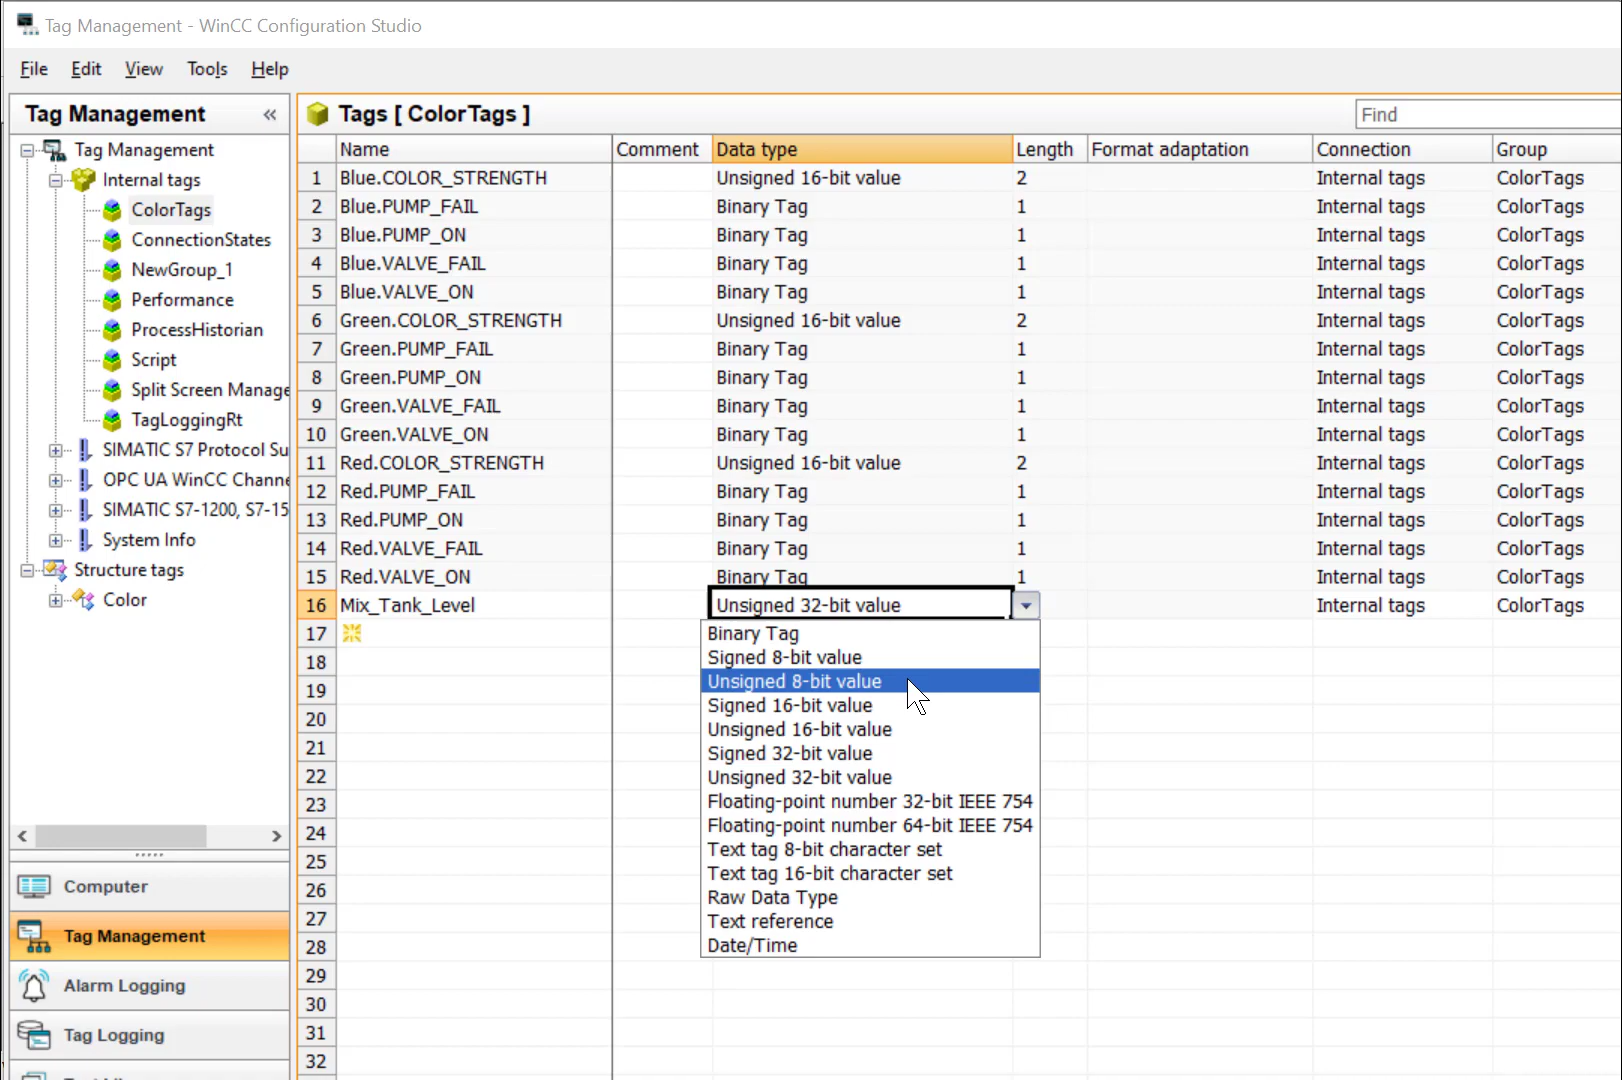 Tag Management - WinCC Configuration Studio
File Edit View Tools Help
Tag Management «
Tag Management
Internal tags
ColorTags
ConnectionStates
NewGroup_1
Performance
ProcessHistorian
Script
Split Screen Manage
TagLoggingRt
SIMATIC S7 Protocol Su
OPC UA WinCC Channe
SIMATIC S7-1200, S7-15
System Info
Structure tags
Color
Computer
Tag Management
Alarm Logging
Tag Logging
Tags [ ColorTags ] Find
Name Comment Data type Length Format adaptation Connection Group
1 Blue.COLOR_STRENGTH Unsigned 16-bit value 2 Internal tags ColorTags
2 Blue.PUMP_FAIL Binary Tag 1 Internal tags ColorTags
3 Blue.PUMP_ON Binary Tag 1 Internal tags ColorTags
4 Blue.VALVE_FAIL Binary Tag 1 Internal tags ColorTags
5 Blue.VALVE_ON Binary Tag 1 Internal tags ColorTags
6 Green.COLOR_STRENGTH Unsigned 16-bit value 2 Internal tags ColorTags
7 Green.PUMP_FAIL Binary Tag 1 Internal tags ColorTags
8 Green.PUMP_ON Binary Tag 1 Internal tags ColorTags
9 Green.VALVE_FAIL Binary Tag 1 Internal tags ColorTags
10 Green.VALVE_ON Binary Tag 1 Internal tags ColorTags
11 Red.COLOR_STRENGTH Unsigned 16-bit value 2 Internal tags ColorTags
12 Red.PUMP_FAIL Binary Tag 1 Internal tags ColorTags
13 Red.PUMP_ON Binary Tag 1 Internal tags ColorTags
14 Red.VALVE_FAIL Binary Tag 1 Internal tags ColorTags
15 Red.VALVE_ON Binary Tag 1 Internal tags ColorTags
16 Mix_Tank_Level Unsigned 32-bit value Internal tags ColorTags
17
18
19
20
21
22
23
24
25
26
27
28
29
30
31
32
Binary Tag
Signed 8-bit value
Unsigned 8-bit value
Signed 16-bit value
Unsigned 16-bit value
Signed 32-bit value
Unsigned 32-bit value
Floating-point number 32-bit IEEE 754
Floating-point number 64-bit IEEE 754
Text tag 8-bit character set
Text tag 16-bit character set
Raw Data Type
Text reference
Date/Time